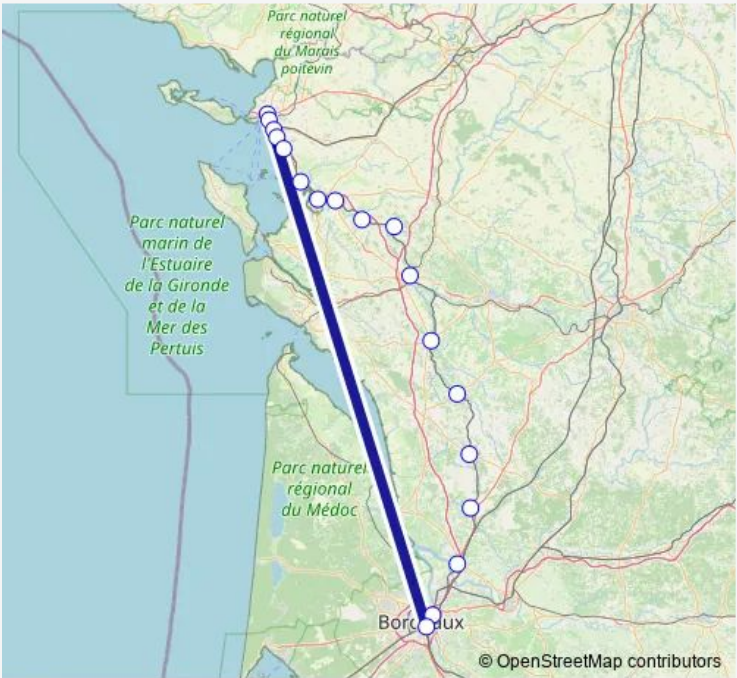 Parc naturel
régional
du Marais
poitevin
Parc naturel
marin de
l'Estuaire
de la Gironde
et de la
Mer des
Pertuis
Parc naturel
régional
du Médoc
© OpenStreetMap contributors